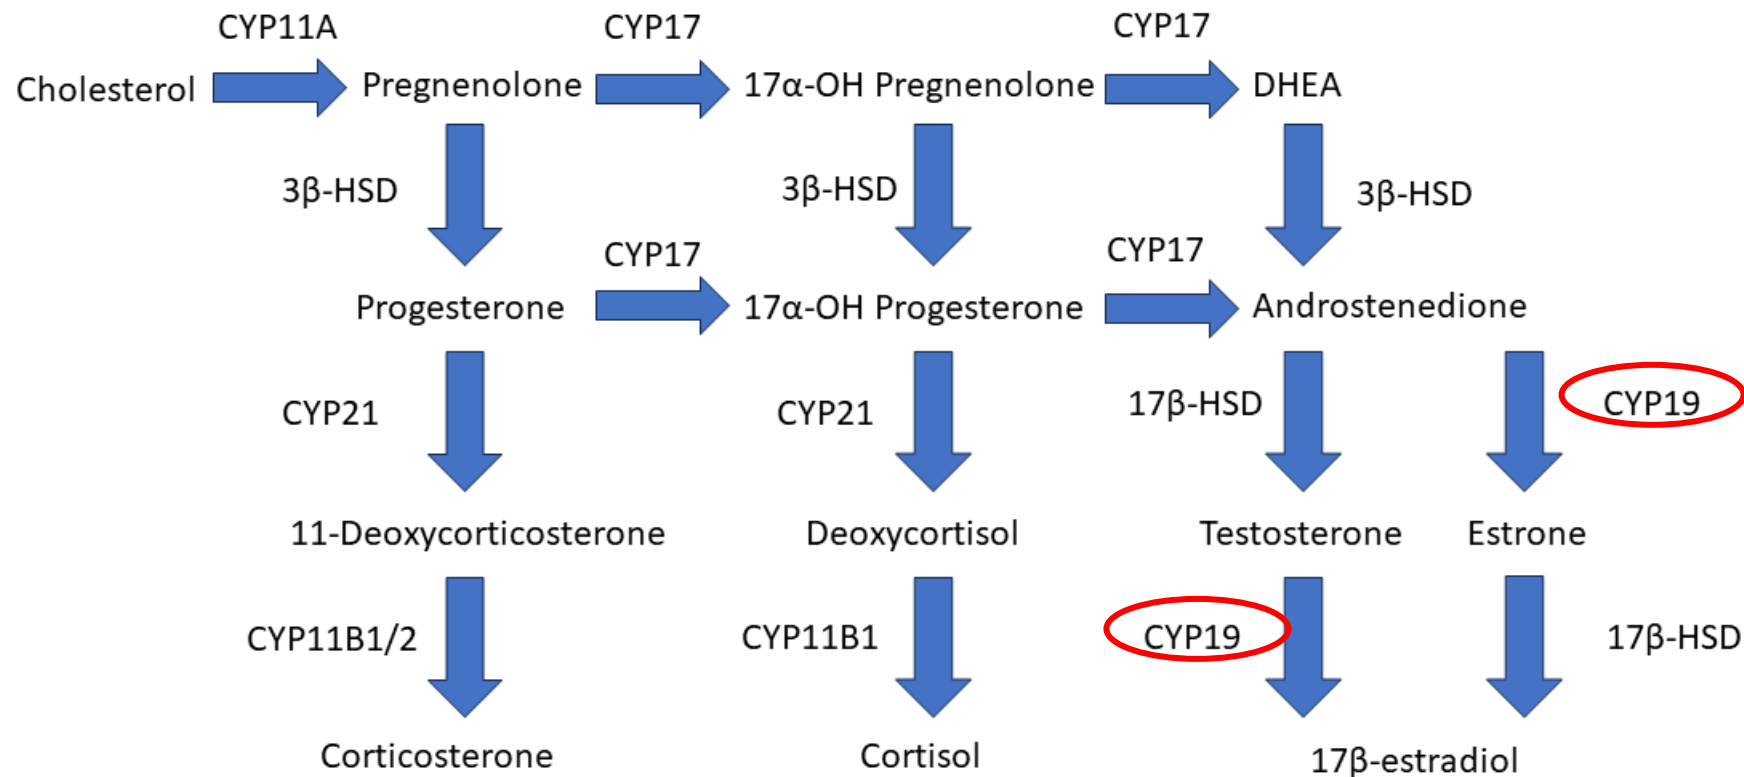 CYP11A
CYP17
CYP17
Cholesterol
Pregnenolone
17α-OH Pregnenolone
DHEA
3β-HSD
3β-HSD
3β-HSD
CYP17
CYP17
Progesterone
17α-OH Progesterone
Androstenedione
CYP21
CYP21
17β-HSD
CYP19
11-Deoxycorticosterone
Deoxycortisol
Testosterone
Estrone
CYP11B1/2
CYP11B1
CYP19
17β-HSD
Corticosterone
Cortisol
17β-estradiol